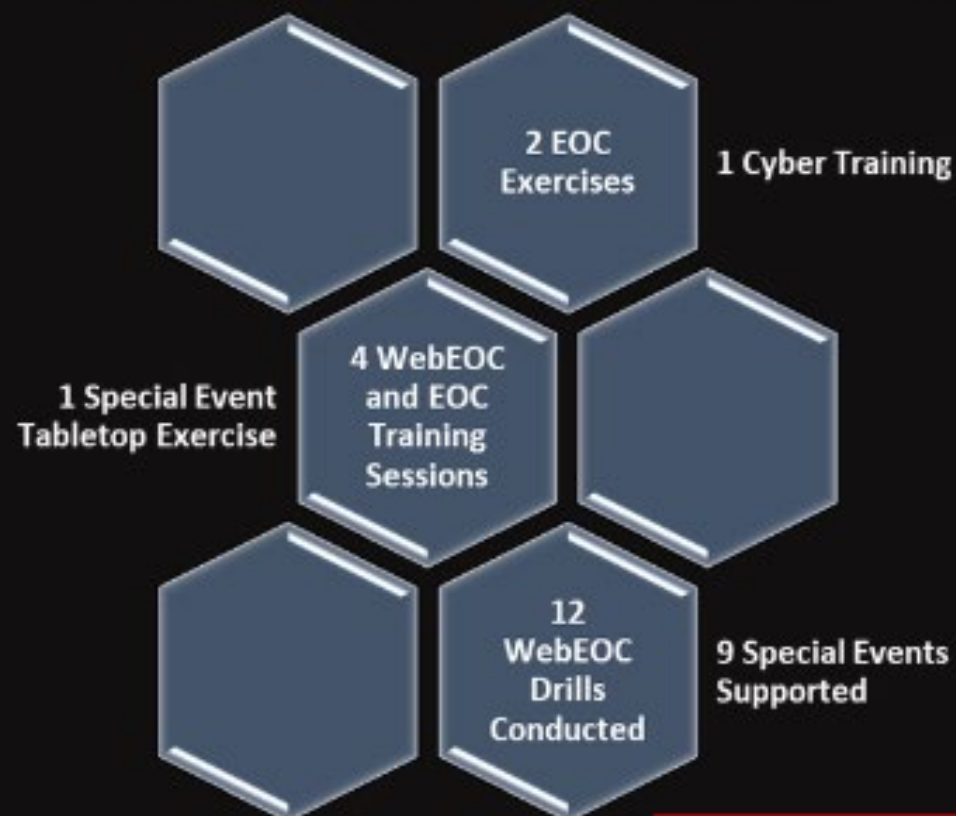 2 EOC
Exercises
1 Cyber Training
4 WebEOC
and EOC
Training
Sessions
1 Special Event
Tabletop Exercise
12
WebEOC
Drills
Conducted
9 Special Events
Supported